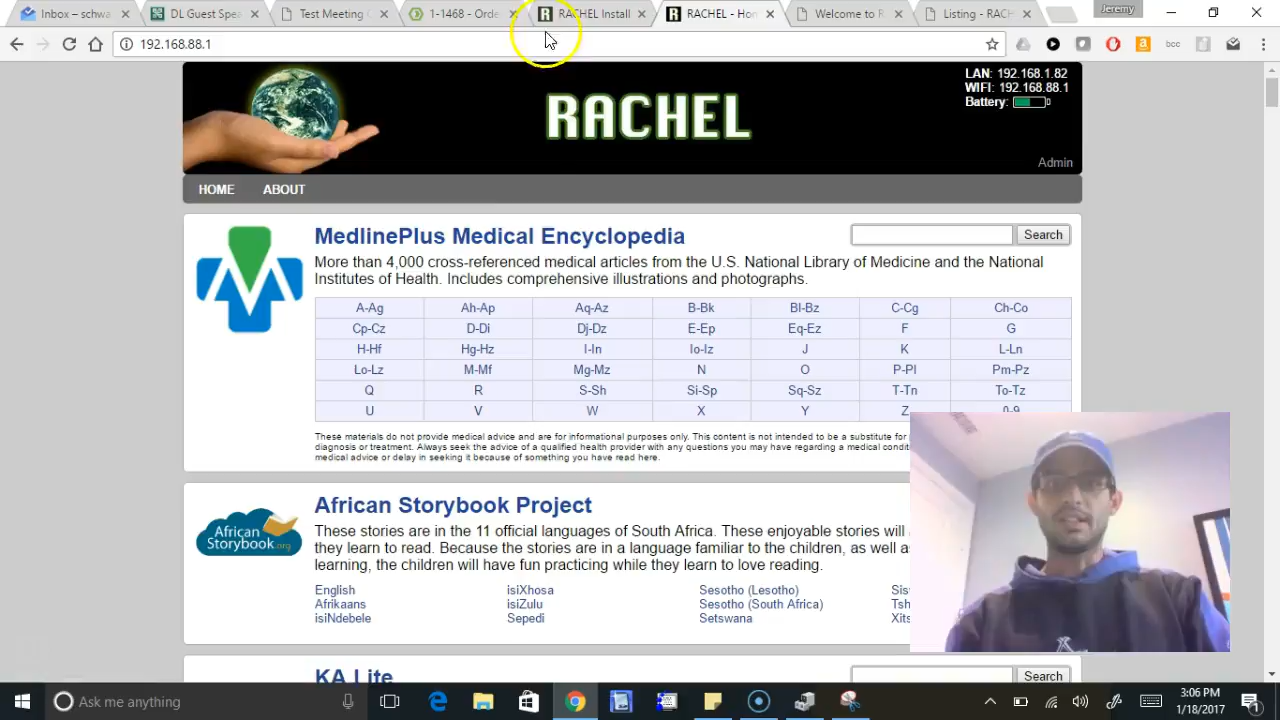 Inbox – schwa
DL Guest Spea
Test Meeting C
1-1468 - Orde
RACHEL Install
RACHEL - Hom
Welcome to R
Listing - RACH
Jeremy
192.168.88.1
bcc
LAN: 192.168.1.82
WIFI: 192.168.88.1
Battery:
RACHEL
Admin
HOME ABOUT
MedlinePlus Medical Encyclopedia
Search
More than 4,000 cross-referenced medical articles from the U.S. National Library of Medicine and the National
Institutes of Health. Includes comprehensive illustrations and photographs.
A-Ag Ah-Ap Aq-Az B-Bk Bl-Bz C-Cg Ch-Co
Cp-Cz D-Di Dj-Dz E-Ep Eq-Ez F G
H-Hf Hg-Hz I-In Io-Iz J K L-Ln
Lo-Lz M-Mf Mg-Mz N O P-Pl Pm-Pz
Q R S-Sh Si-Sp Sq-Sz T-Tn To-Tz
U V W X Y Z 0-9
These materials do not provide medical advice and are for informational purposes only. This content is not intended to be a substitute for
diagnosis or treatment. Always seek the advice of a qualified health provider with any questions you may have regarding a medical condi
medical advice or delay in seeking it because of something you have read here.
African Storybook.org
African Storybook Project
These stories are in the 11 official languages of South Africa. These enjoyable stories will
they learn to read. Because the stories are in a language familiar to the children, as well a
learning, the children will have fun practicing while they learn to love reading.
English isiXhosa Sesotho (Lesotho) Sis
Afrikaans isiZulu Sesotho (South Africa) Tsh
isiNdebele Sepedi Setswana Xits
KA Lite
Search
Ask me anything
3:06 PM
1/18/2017